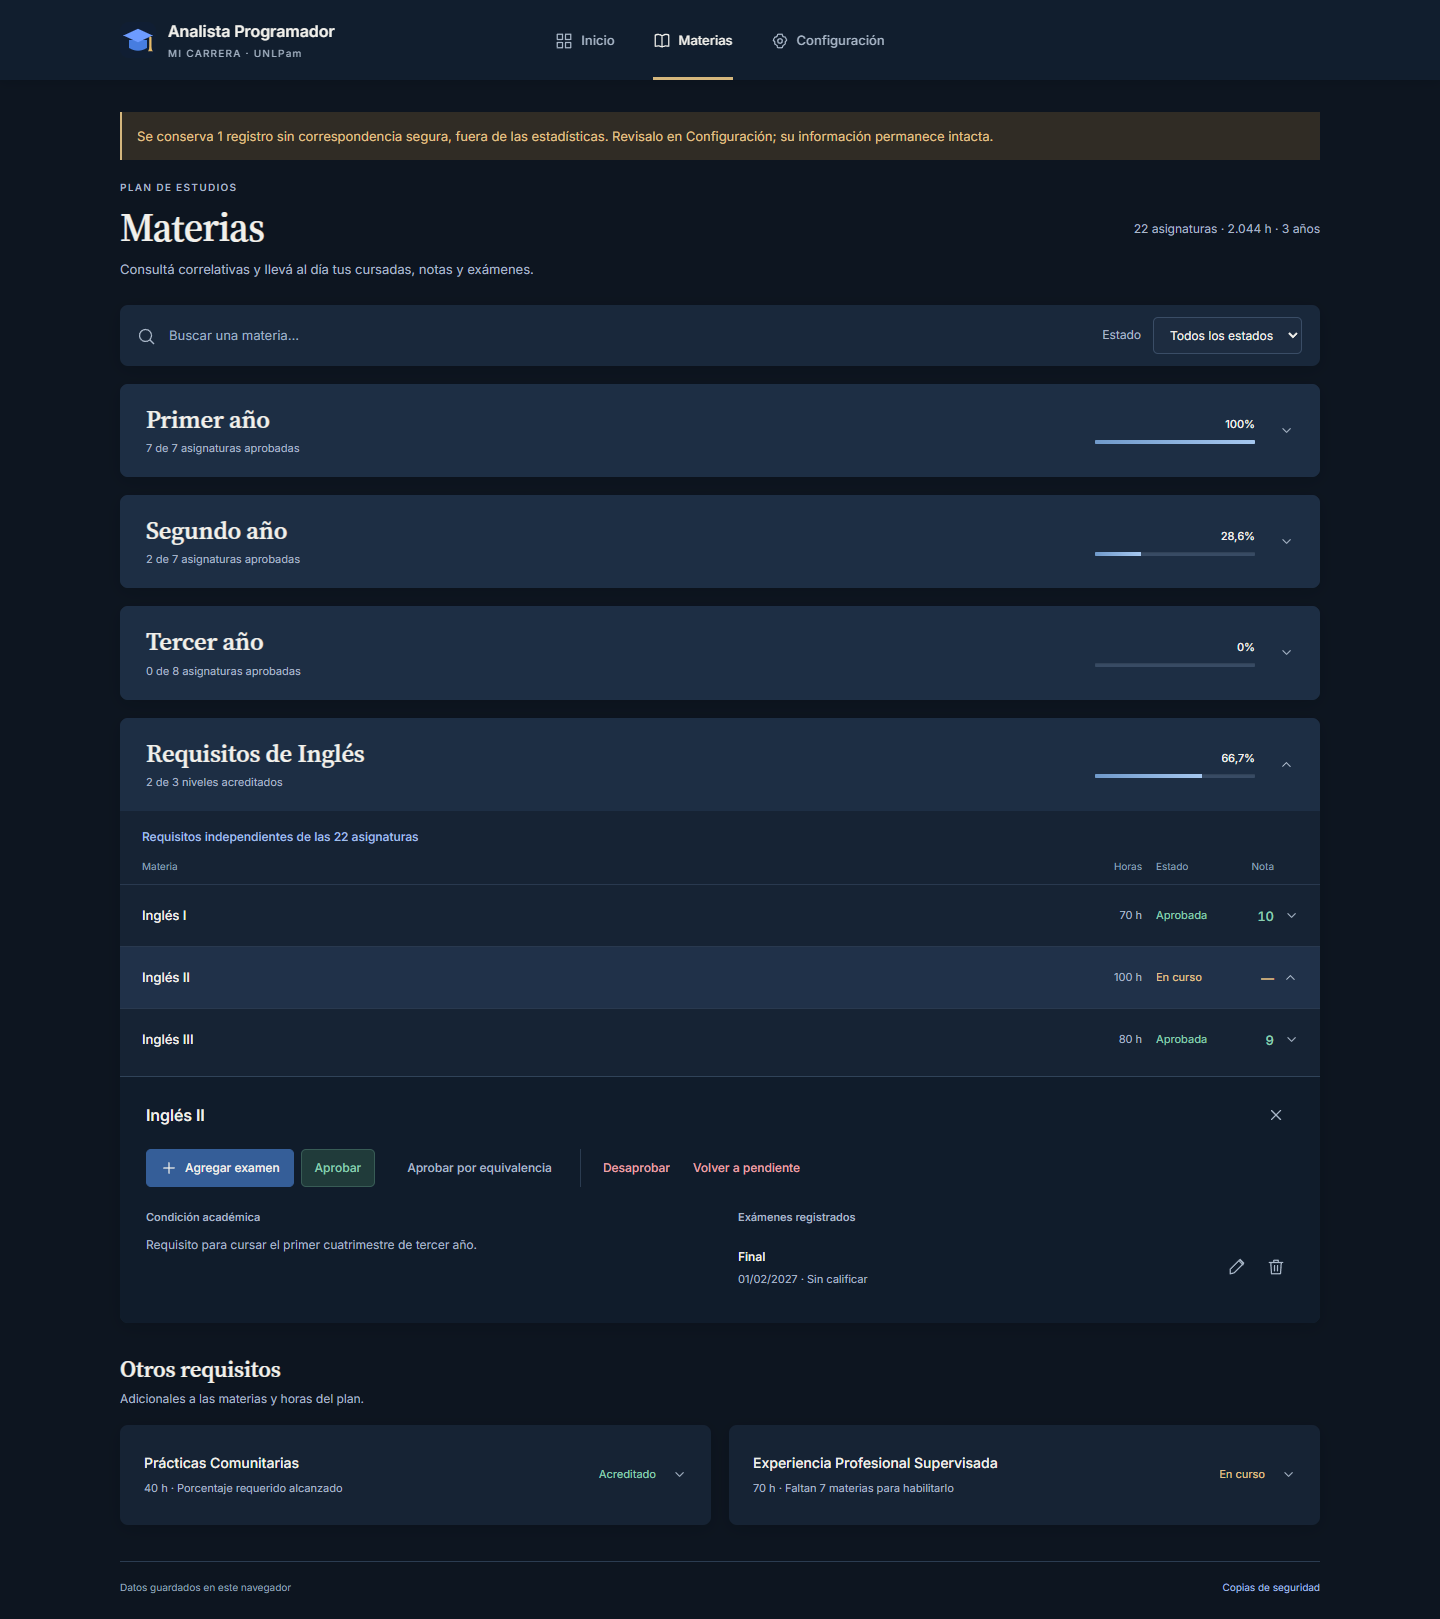 Analista Programador
MI CARRERA · UNLPam
Inicio
Materias
Configuración
Se conserva 1 registro sin correspondencia segura, fuera de las estadísticas. Revisalo en Configuración; su información permanece intacta.
PLAN DE ESTUDIOS
Materias
22 asignaturas · 2.044 h · 3 años
Consultá correlativas y llevá al día tus cursadas, notas y exámenes.
Buscar una materia...
Estado
Todos los estados
Primer año
7 de 7 asignaturas aprobadas
100%
Segundo año
2 de 7 asignaturas aprobadas
28,6%
Tercer año
0 de 8 asignaturas aprobadas
0%
Requisitos de Inglés
2 de 3 niveles acreditados
66,7%
Requisitos independientes de las 22 asignaturas
Materia Horas Estado Nota
Inglés I 70 h Aprobada 10
Inglés II 100 h En curso —
Inglés III 80 h Aprobada 9
Inglés II
Agregar examen
Aprobar
Aprobar por equivalencia
Desaprobar
Volver a pendiente
Condición académica
Requisito para cursar el primer cuatrimestre de tercer año.
Exámenes registrados
Final
01/02/2027 · Sin calificar
Otros requisitos
Adicionales a las materias y horas del plan.
Prácticas Comunitarias
40 h · Porcentaje requerido alcanzado
Acreditado
Experiencia Profesional Supervisada
70 h · Faltan 7 materias para habilitarlo
En curso
Datos guardados en este navegador
Copias de seguridad